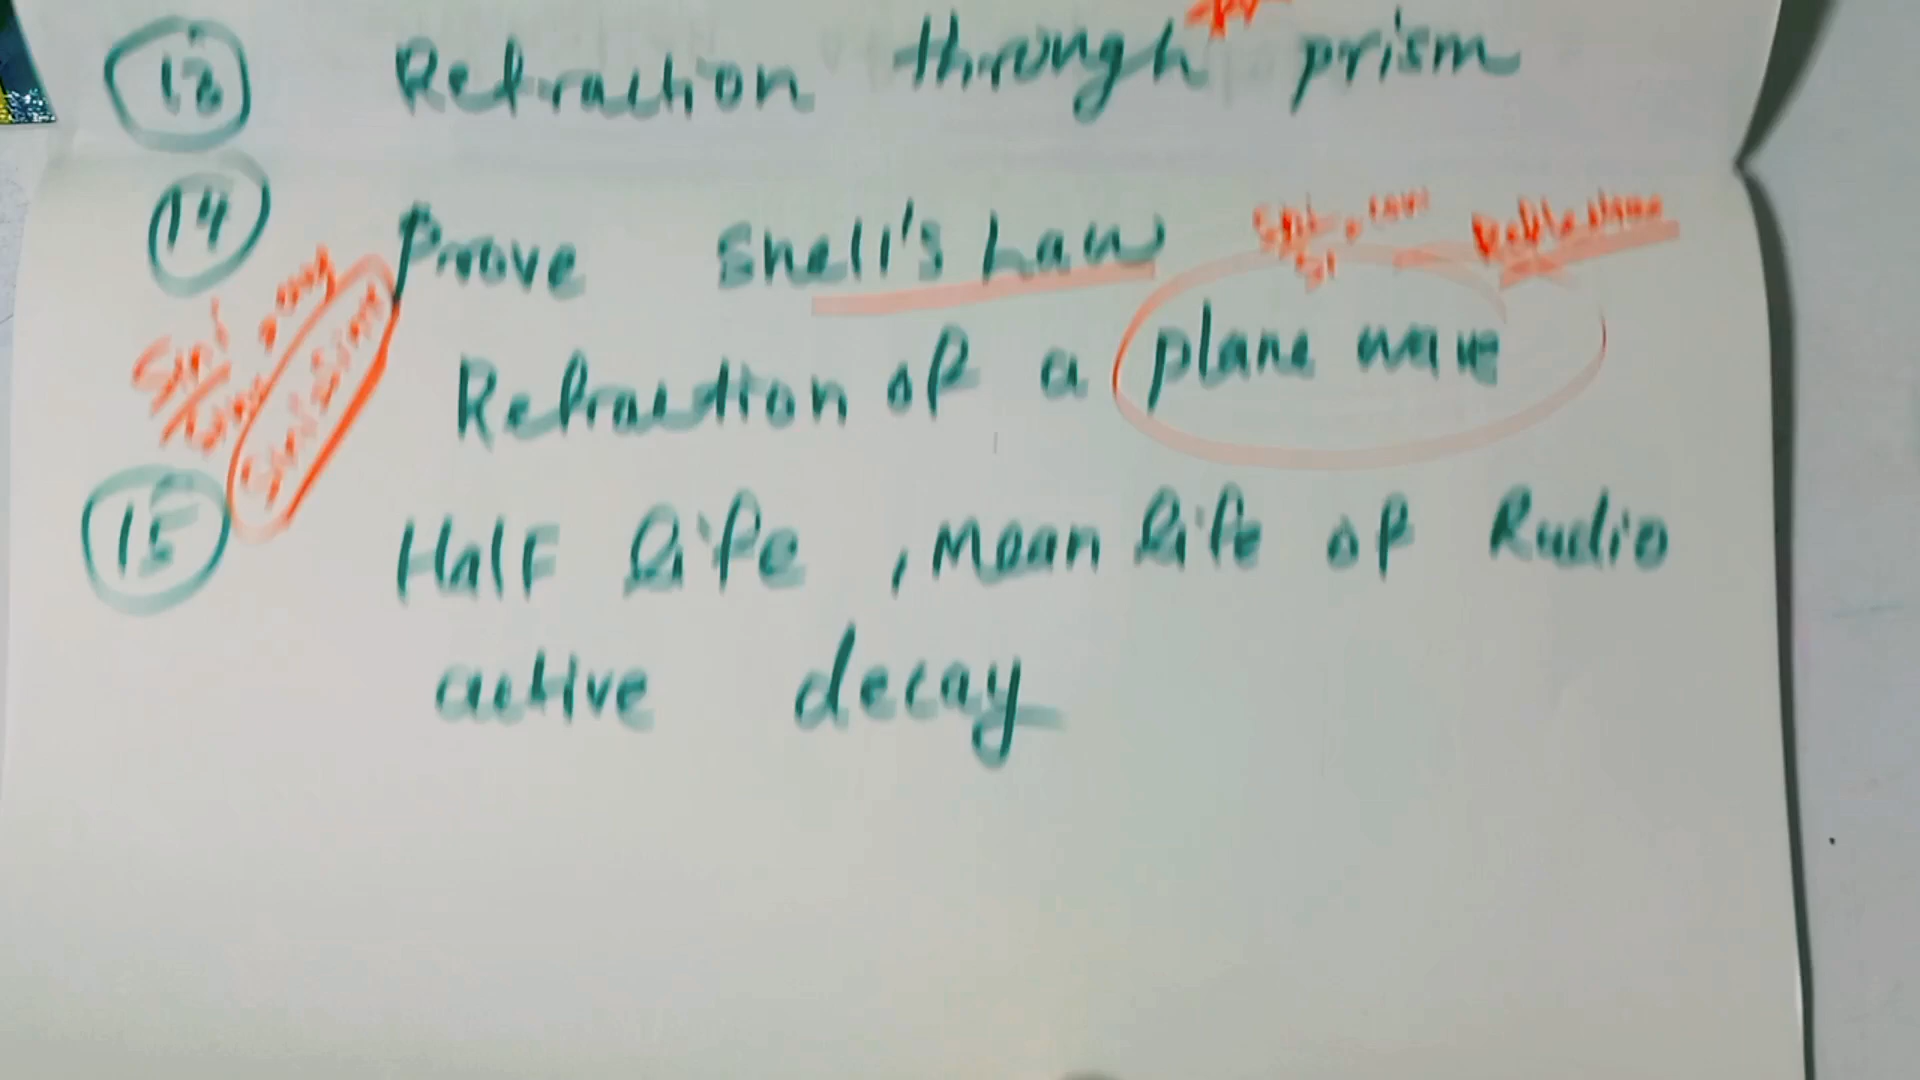 13 Refraction through prism
14 Prove Snell's Law
Refraction of a plane wave
15 Half life, Mean life of Radio
active decay